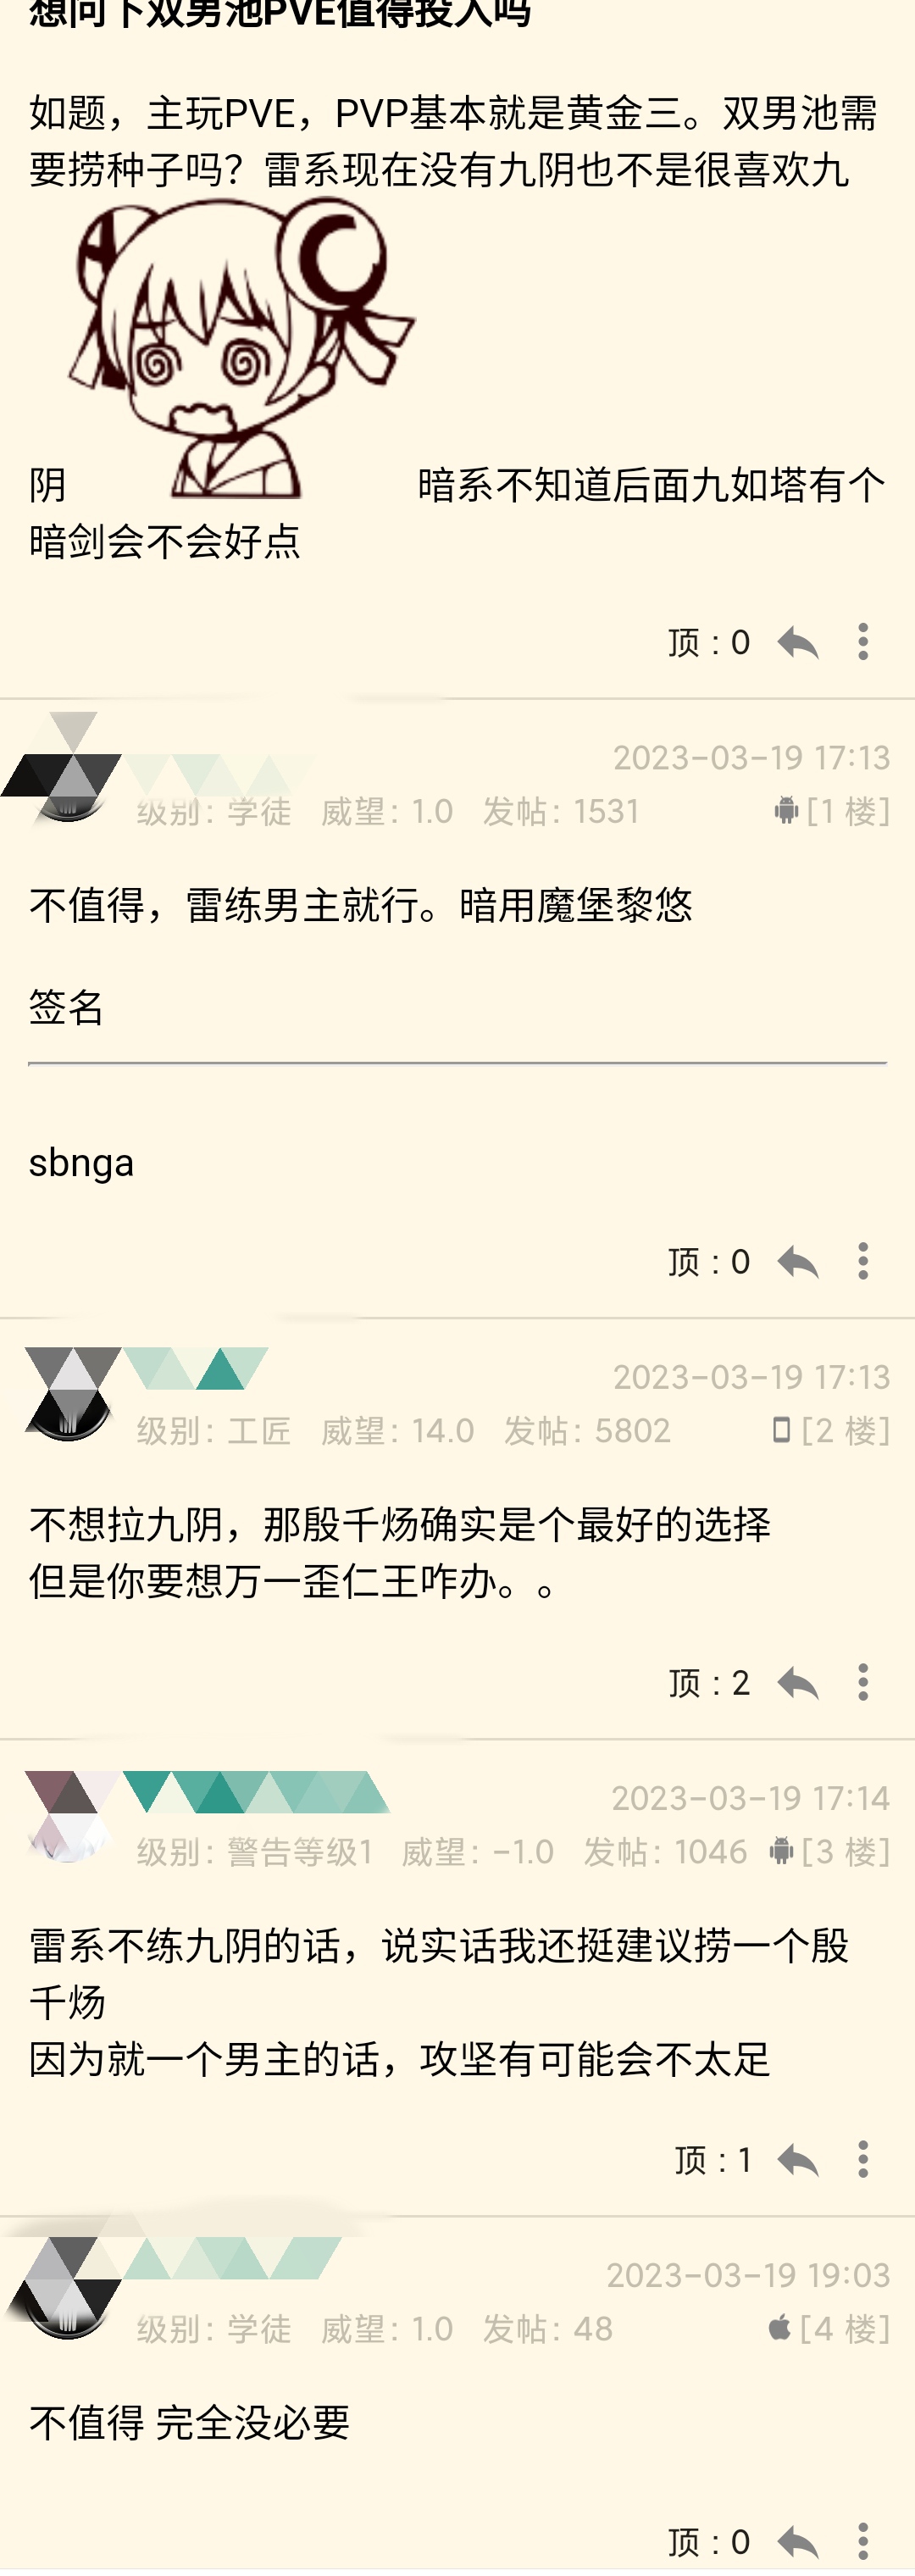 想问下双男池PVE值得投入吗
如题，主玩PVE，PVP基本就是黄金三。双男池需
要捞种子吗？雷系现在没有九阴也不是很喜欢九
阴 暗系不知道后面九如塔有个
暗剑会不会好点
顶 : 0
2023-03-19 17:13
级别: 学徒 威望: 1.0 发帖: 1531 [1 楼]
不值得，雷练男主就行。暗用魔堡黎悠
签名
sbnga
顶 : 0
2023-03-19 17:13
级别: 工匠 威望: 14.0 发帖: 5802 [2 楼]
不想拉九阴，那殷千炀确实是个最好的选择
但是你要想万一歪仁王咋办。。
顶 : 2
2023-03-19 17:14
级别: 警告等级1 威望: -1.0 发帖: 1046 [3 楼]
雷系不练九阴的话，说实话我还挺建议捞一个殷
千炀
因为就一个男主的话，攻坚有可能会不太足
顶 : 1
2023-03-19 19:03
级别: 学徒 威望: 1.0 发帖: 48 [4 楼]
不值得 完全没必要
顶 : 0